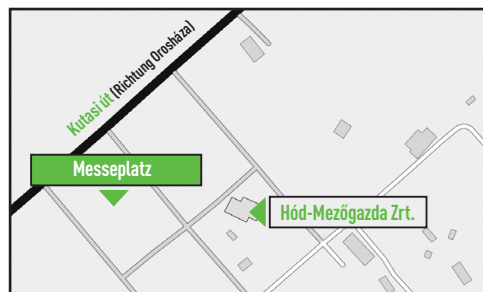 Kutasi út (Richtung Orosháza)
Messeplatz
Hód-Mezőgazda Zrt.